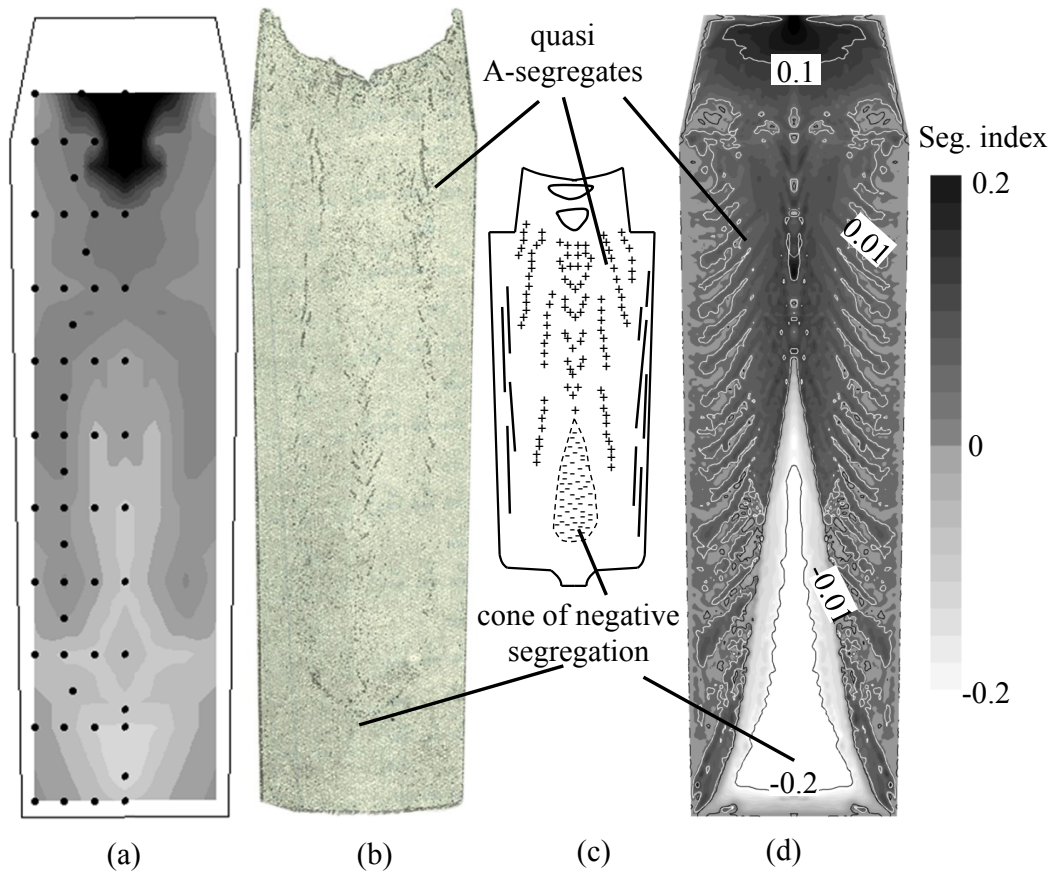 quasi
A-segregates
0.1
Seg. index
0.2
0.01
0
cone of negative
segregation
-0.01
-0.2
-0.2
(a)
(b)
(c)
(d)